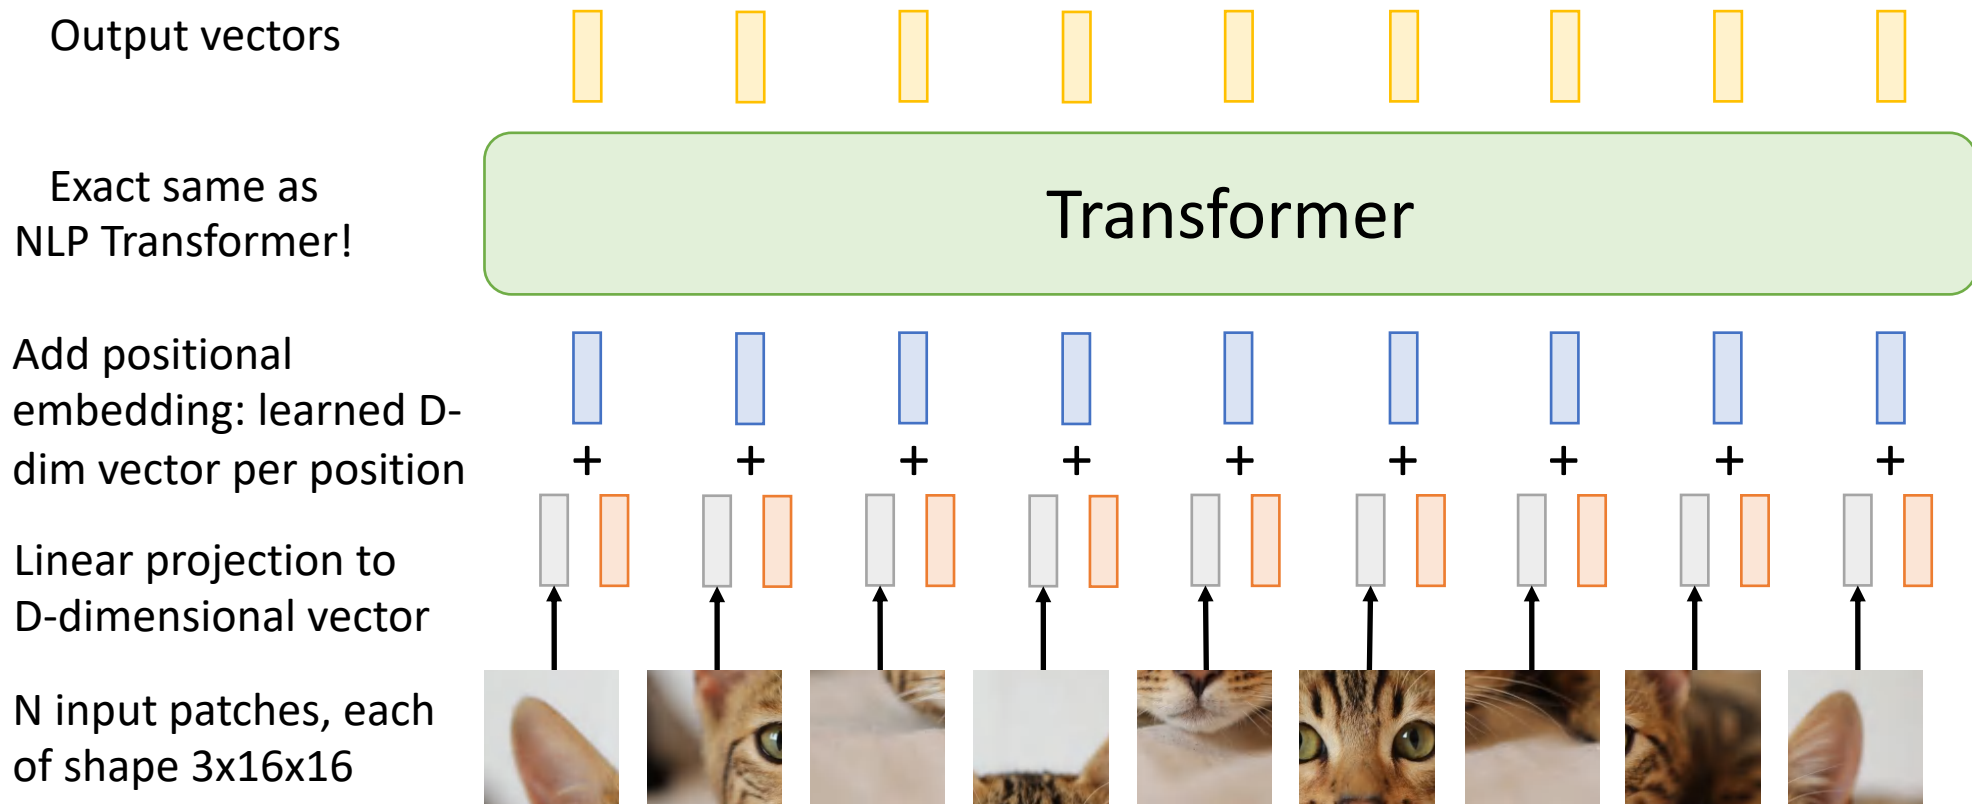 Output vectors
Exact same as
NLP Transformer!
Transformer
Add positional
embedding: learned D-
dim vector per position
+ + + + + + + + +
Linear projection to
D-dimensional vector
N input patches, each
of shape 3x16x16